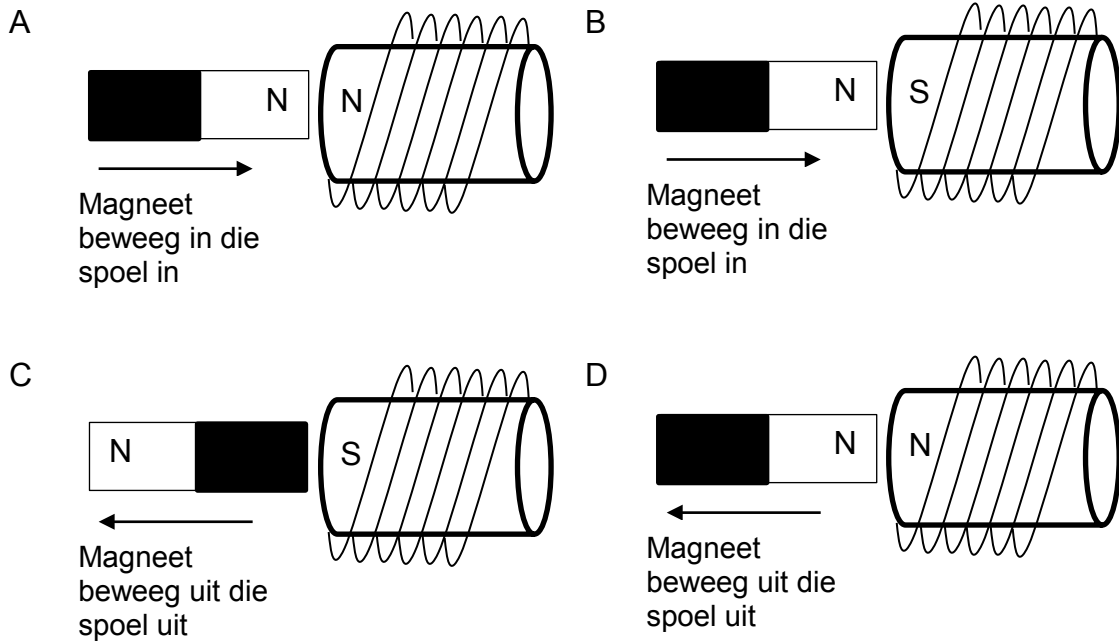 A
N
N
Magneet
beweeg in die
spoel in
B
N
S
Magneet
beweeg in die
spoel in
C
N
S
Magneet
beweeg uit die
spoel uit
D
N
N
Magneet
beweeg uit die
spoel uit